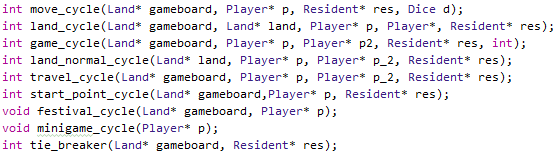 int move_cycle(Land* gameboard, Player* p, Resident* res, Dice d);
int land_cycle(Land* gameboard, Land* land, Player* p, Player*, Resident* res);
int game_cycle(Land* gameboard, Player* p, Player* p2, Resident* res, int);
int land_normal_cycle(Land* land, Player* p, Player* p_2, Resident* res);
int travel_cycle(Land* gameboard, Player* p, Player* p_2, Resident* res);
int start_point_cycle(Land* gameboard,Player* p, Resident* res);
void festival_cycle(Land* gameboard, Player* p);
void minigame_cycle(Player* p);
int tie_breaker(Land* gameboard, Resident* res);